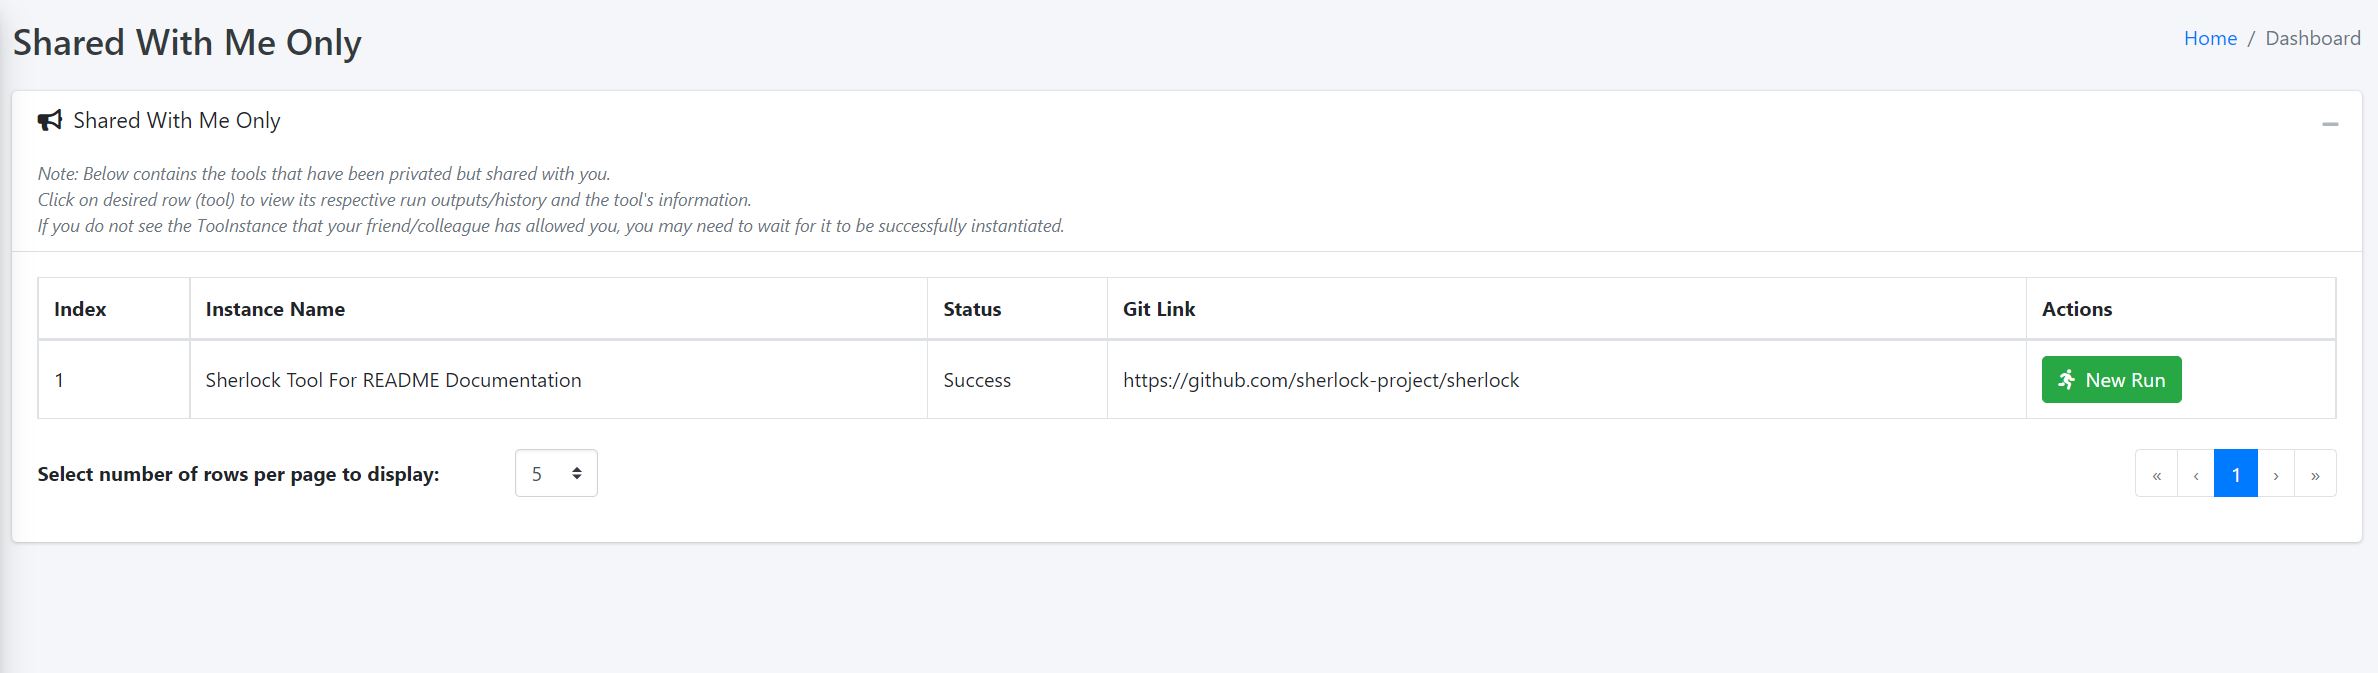 Shared With Me Only
Home / Dashboard
Shared With Me Only
Note: Below contains the tools that have been privated but shared with you.
Click on desired row (tool) to view its respective run outputs/history and the tool's information.
If you do not see the TooInstance that your friend/colleague has allowed you, you may need to wait for it to be successfully instantiated.
Index Instance Name Status Git Link Actions
1 Sherlock Tool For README Documentation Success https://github.com/sherlock-project/sherlock New Run
Select number of rows per page to display: 5 « ‹ 1 › »